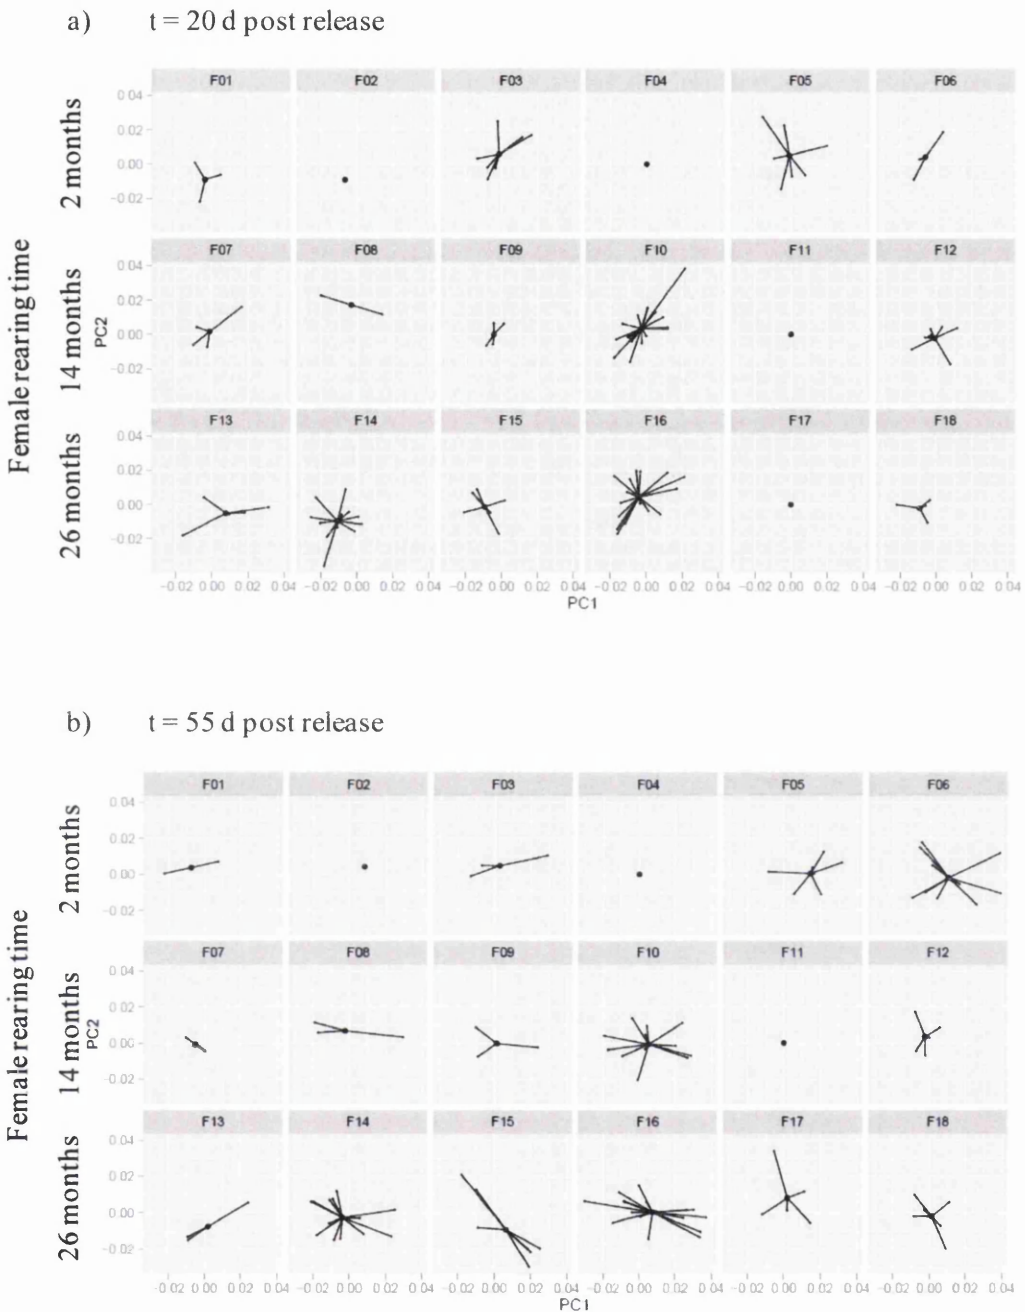 a) t = 20 d post release
F01 F02 F03 F04 F05 F06
0.04
0.02
0.00
-0.02
2 months
F07 F08 F09 F10 F11 F12
0.04
0.02
0.00
-0.02
14 months
PC2
Female rearing time
F13 F14 F15 F16 F17 F18
0.04
0.02
0.00
-0.02
26 months
-0.02 0.00 0.02 0.04 -0.02 0.00 0.02 0.04 -0.02 0.00 0.02 0.04 -0.02 0.00 0.02 0.04 -0.02 0.00 0.02 0.04 -0.02 0.00 0.02 0.04
PC1
b) t = 55 d post release
F01 F02 F03 F04 F05 F06
0.04
0.02
0.00
-0.02
2 months
F07 F08 F09 F10 F11 F12
0.04
0.02
0.00
-0.02
14 months
PC2
Female rearing time
F13 F14 F15 F16 F17 F18
0.04
0.02
0.00
-0.02
26 months
-0.02 0.00 0.02 0.04 -0.02 0.00 0.02 0.04 -0.02 0.00 0.02 0.04 -0.02 0.00 0.02 0.04 -0.02 0.00 0.02 0.04 -0.02 0.00 0.02 0.04
PC1